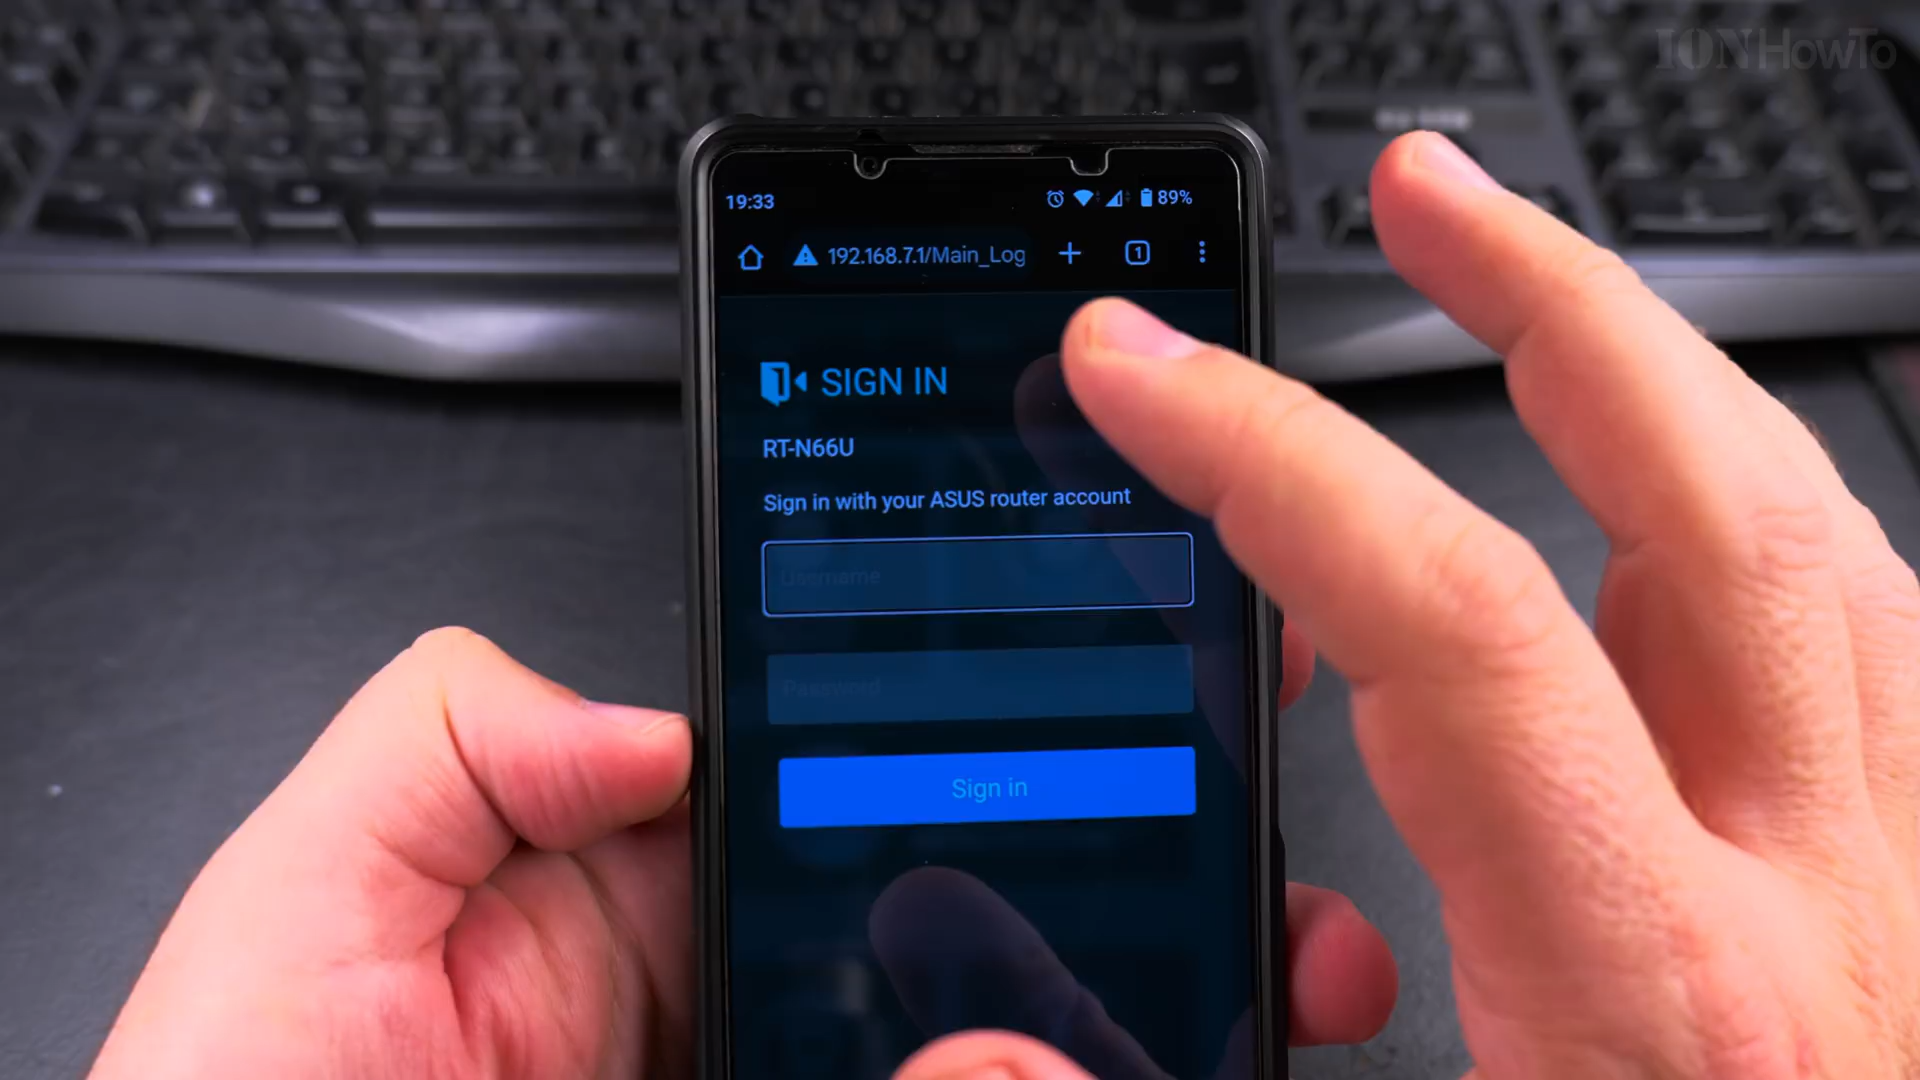 IONHowTo
19:33
89%
192.168.7.1/Main_Log
1
SIGN IN
RT-N66U
Sign in with your ASUS router account
Username
Password
Sign in